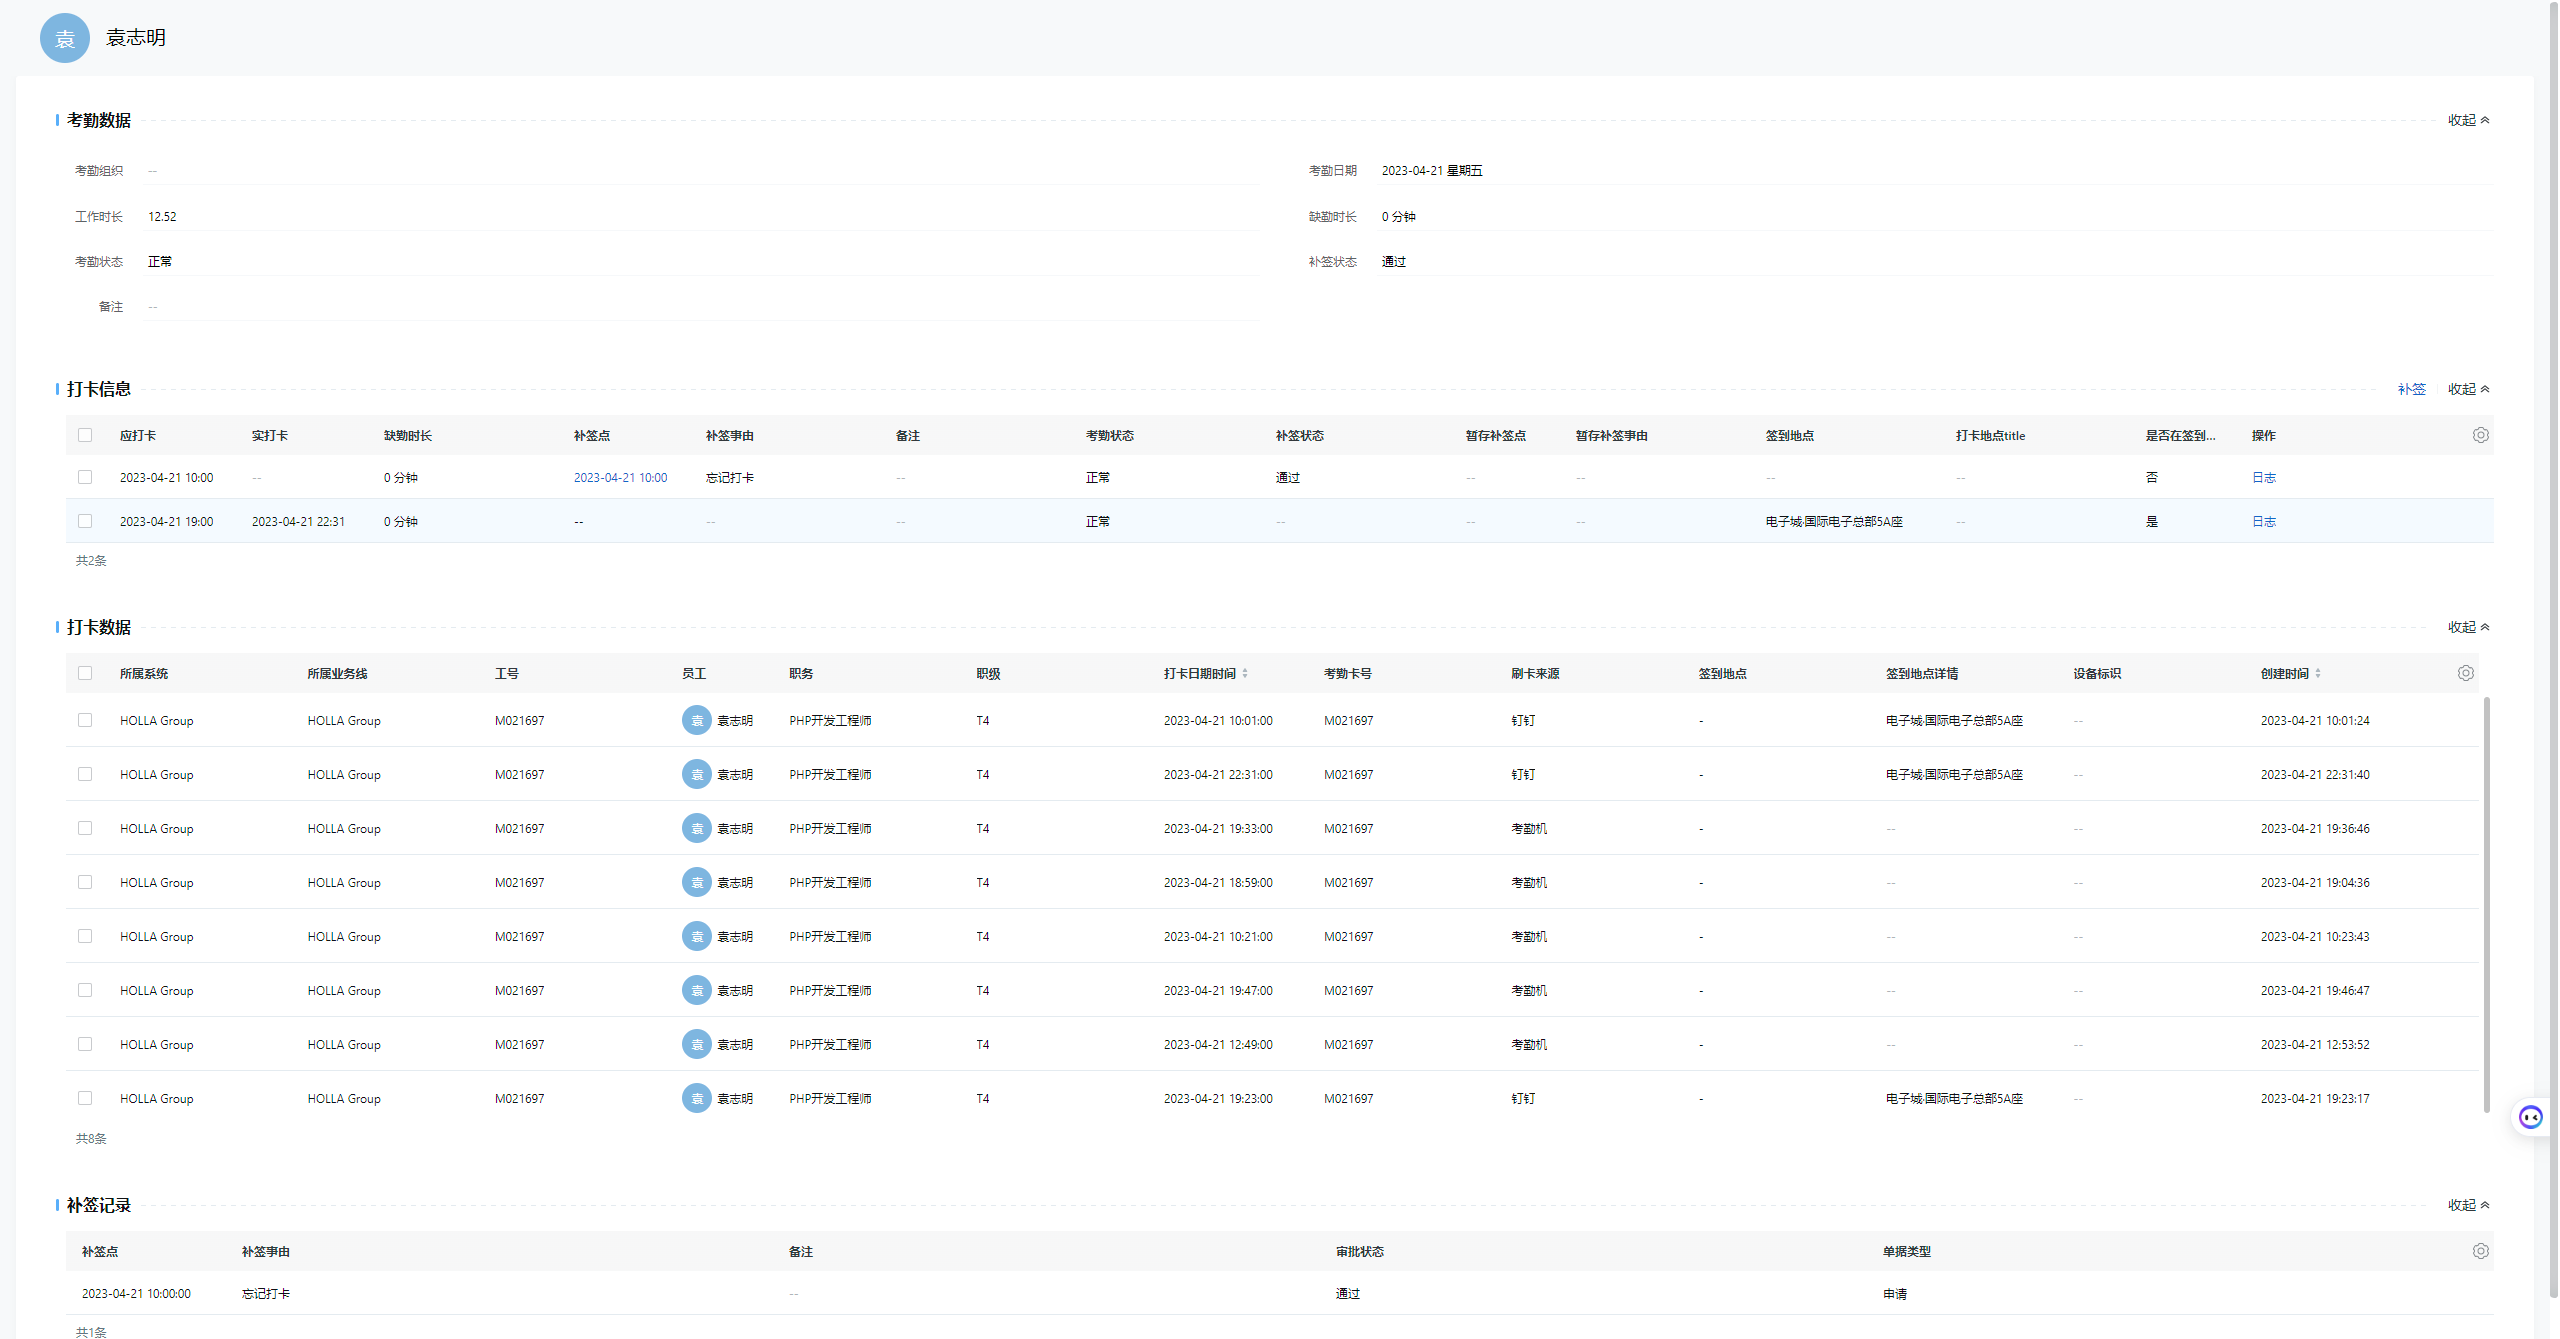 袁 袁志明
考勤数据 收起
考勤组织 -- 考勤日期 2023-04-21 星期五
工作时长 12.52 缺勤时长 0 分钟
考勤状态 正常 补签状态 通过
备注 --
打卡信息 补签 收起
应打卡 实打卡 缺勤时长 补签点 补签事由 备注 考勤状态 补签状态 暂存补签点 暂存补签事由 签到地点 打卡地点title 是否在签到... 操作
2023-04-21 10:00 -- 0 分钟 2023-04-21 10:00 忘记打卡 -- 正常 通过 -- -- -- -- 否 日志
2023-04-21 19:00 2023-04-21 22:31 0 分钟 -- -- -- 正常 -- -- -- 电子城·国际电子总部5A座 -- 是 日志
共2条
打卡数据 收起
所属系统 所属业务线 工号 员工 职务 职级 打卡日期时间 考勤卡号 刷卡来源 签到地点 签到地点详情 设备标识 创建时间
HOLLA Group HOLLA Group M021697 袁 袁志明 PHP开发工程师 T4 2023-04-21 10:01:00 M021697 钉钉 - 电子城·国际电子总部5A座 -- 2023-04-21 10:01:24
HOLLA Group HOLLA Group M021697 袁 袁志明 PHP开发工程师 T4 2023-04-21 22:31:00 M021697 钉钉 - 电子城·国际电子总部5A座 -- 2023-04-21 22:31:40
HOLLA Group HOLLA Group M021697 袁 袁志明 PHP开发工程师 T4 2023-04-21 19:33:00 M021697 考勤机 - -- -- 2023-04-21 19:36:46
HOLLA Group HOLLA Group M021697 袁 袁志明 PHP开发工程师 T4 2023-04-21 18:59:00 M021697 考勤机 - -- -- 2023-04-21 19:04:36
HOLLA Group HOLLA Group M021697 袁 袁志明 PHP开发工程师 T4 2023-04-21 10:21:00 M021697 考勤机 - -- -- 2023-04-21 10:23:43
HOLLA Group HOLLA Group M021697 袁 袁志明 PHP开发工程师 T4 2023-04-21 19:47:00 M021697 考勤机 - -- -- 2023-04-21 19:46:47
HOLLA Group HOLLA Group M021697 袁 袁志明 PHP开发工程师 T4 2023-04-21 12:49:00 M021697 考勤机 - -- -- 2023-04-21 12:53:52
HOLLA Group HOLLA Group M021697 袁 袁志明 PHP开发工程师 T4 2023-04-21 19:23:00 M021697 钉钉 - 电子城·国际电子总部5A座 -- 2023-04-21 19:23:17
共8条
补签记录 收起
补签点 补签事由 备注 审批状态 单据类型
2023-04-21 10:00:00 忘记打卡 -- 通过 申请
共1条